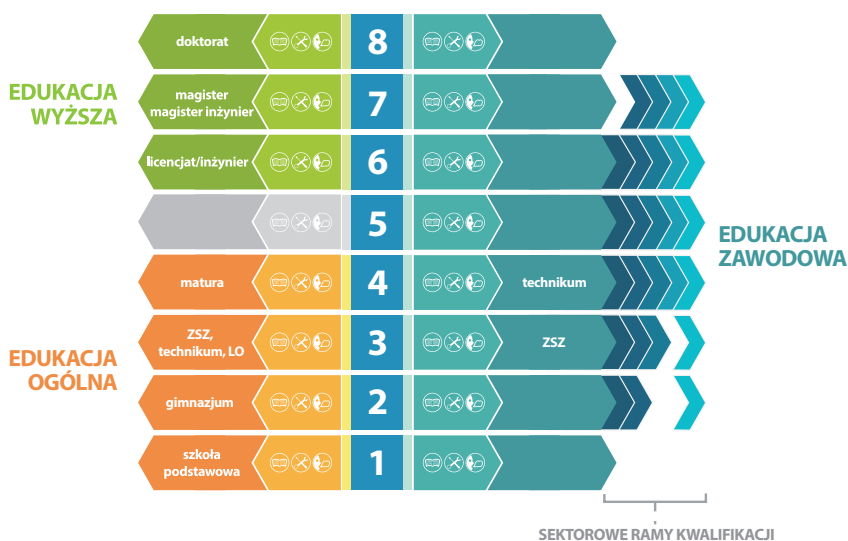 doktorat
8
EDUKACJA
WYŻSZA
magister
magister inżynier
7
licencjat/inżynier
6
5
EDUKACJA
ZAWODOWA
matura
4
technikum
EDUKACJA
OGÓLNA
ZSZ,
technikum, LO
3
ZSZ
gimnazjum
2
szkoła
podstawowa
1
SEKTOROWE RAMY KWALIFIKACJI